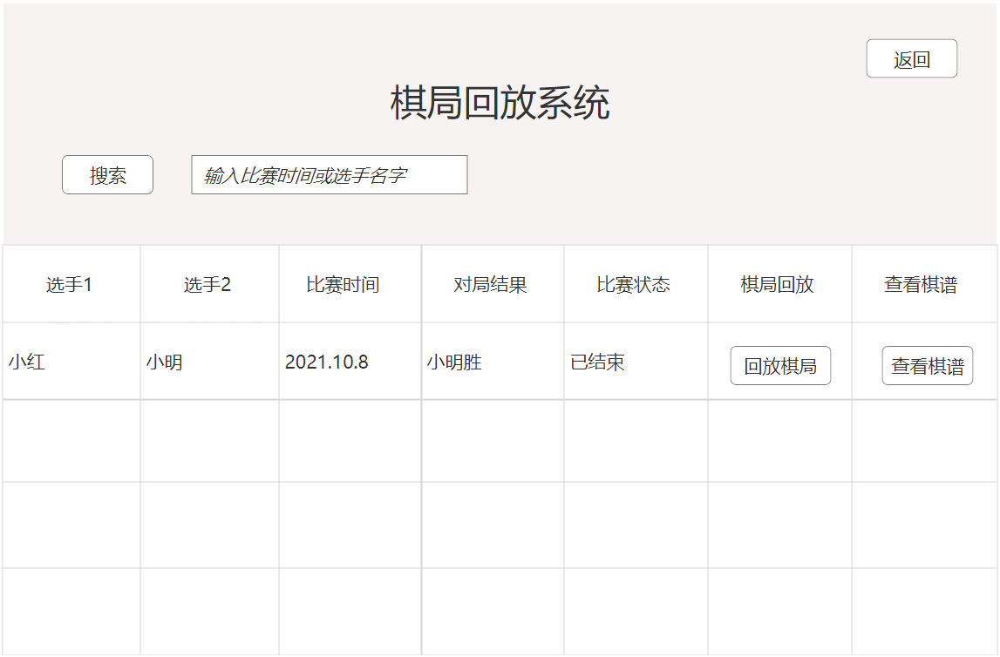 返回
棋局回放系统
搜索 输入比赛时间或选手名字
选手1 选手2 比赛时间 对局结果 比赛状态 棋局回放 查看棋谱
小红 小明 2021.10.8 小明胜 已结束 回放棋局 查看棋谱